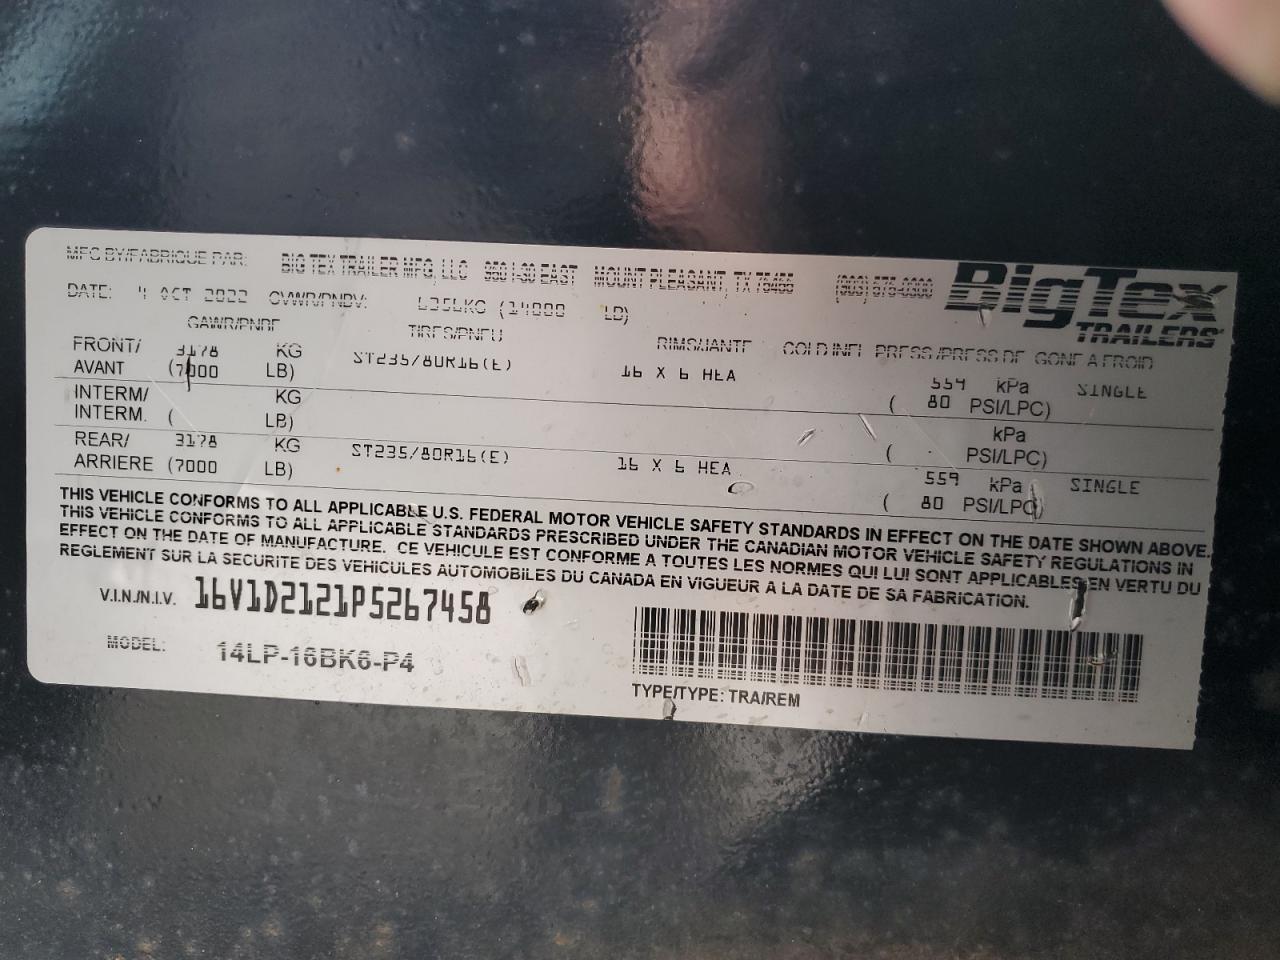 MFG BY/FABRIQUE PAR: BIG TEX TRAILER MFG, LLC 950 I-30 EAST MOUNT PLEASANT, TX 75455 (903) 575-0300
BigTex
TRAILERS
DATE: 4 OCT 2022 GVWR/PNBV: 6356KG (14000 LB)
GAWR/PNBE TIRES/PNEU RIMS/JANTE COLD INFL PRESS/PRESS DE GONF A FROID
FRONT/ 3178 KG ST235/80R16(E) 16 X 6 HEA 559 kPa SINGLE
AVANT (7000 LB) ( 80 PSI/LPC)
INTERM/ KG kPa
INTERM. ( LB) ( PSI/LPC)
REAR/ 3178 KG ST235/80R16(E) 16 X 6 HEA 559 kPa SINGLE
ARRIERE (7000 LB) ( 80 PSI/LPC)
THIS VEHICLE CONFORMS TO ALL APPLICABLE U.S. FEDERAL MOTOR VEHICLE SAFETY STANDARDS IN EFFECT ON THE DATE SHOWN ABOVE.
THIS VEHICLE CONFORMS TO ALL APPLICABLE STANDARDS PRESCRIBED UNDER THE CANADIAN MOTOR VEHICLE SAFETY REGULATIONS IN
EFFECT ON THE DATE OF MANUFACTURE. CE VEHICULE EST CONFORME A TOUTES LES NORMES QUI LUI SONT APPLICABLES EN VERTU DU
REGLEMENT SUR LA SECURITE DES VEHICULES AUTOMOBILES DU CANADA EN VIGUEUR A LA DATE DE SA FABRICATION.
V.I.N./N.I.V. 16V1D2121P5267458
MODEL: 14LP-16BK6-P4
TYPE/TYPE: TRA/REM